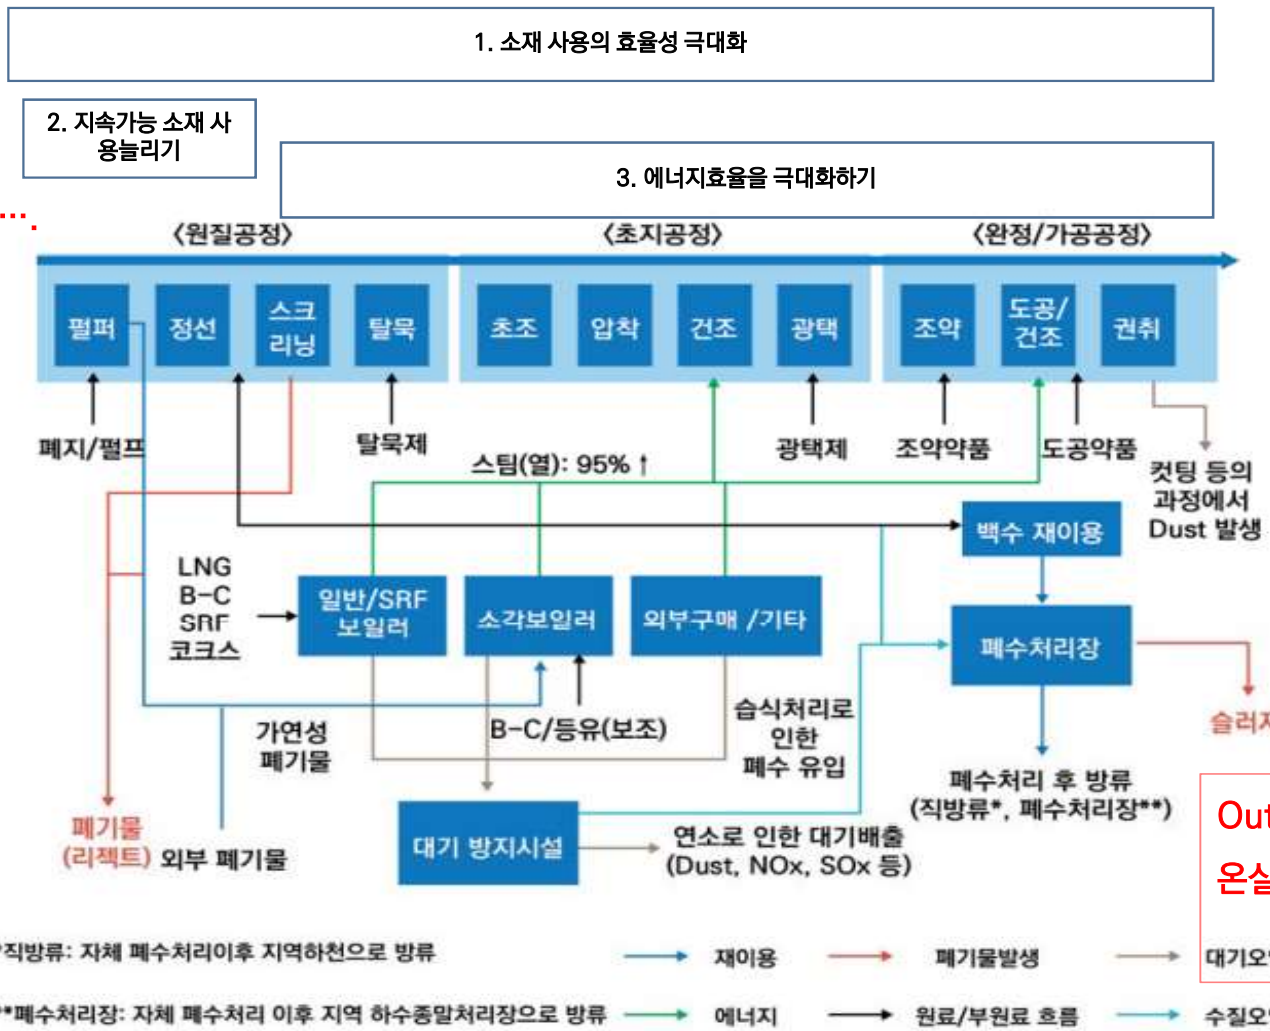 1. 소재 사용의 효율성 극대화
2. 지속가능 소재 사
용늘리기
3. 에너지효율을 극대화하기
....
<원질공정>
<초지공정>
<완정/가공공정>
펄퍼
정선
스크
리닝
탈묵
초조
압착
건조
광택
조약
도공/
건조
권취
폐지/펄프
탈묵제
스팀(열): 95% ↑
광택제
조약약품
도공약품
컷팅 등의
과정에서
Dust 발생
백수 재이용
LNG
B-C
SRF
코크스
일반/SRF
보일러
소각보일러
외부구매 /기타
폐수처리장
가연성
폐기물
B-C/등유(보조)
습식처리로
인한
폐수 유입
슬러지
폐수처리 후 방류
(직방류*, 폐수처리장**)
폐기물
(리젝트)
외부 폐기물
대기 방지시설
연소로 인한 대기배출
(Dust, NOx, SOx 등)
Out
온실
*직방류: 자체 폐수처리이후 지역하천으로 방류
재이용
폐기물발생
대기오염
**폐수처리장: 자체 폐수처리 이후 지역 하수종말처리장으로 방류
에너지
원료/부원료 흐름
수질오염